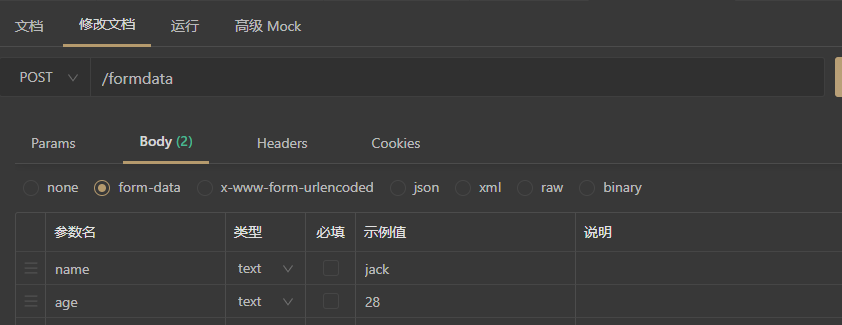 文档 修改文档 运行 高级 Mock
POST /formdata
Params Body (2) Headers Cookies
none form-data x-www-form-urlencoded json xml raw binary
参数名 类型 必填 示例值 说明
name text jack
age text 28